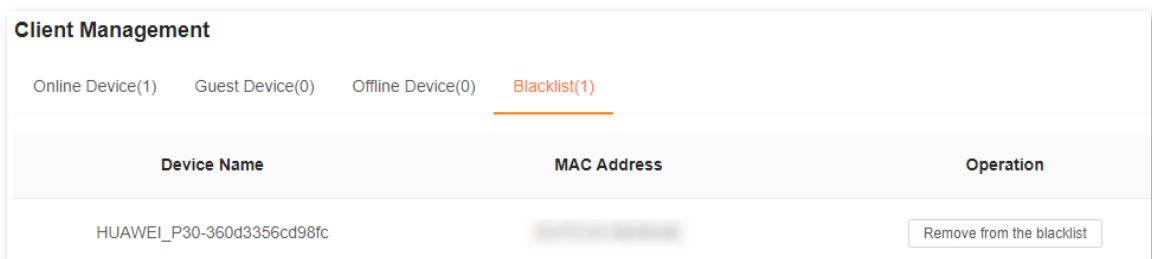 Client Management
Online Device(1) Guest Device(0) Offline Device(0) Blacklist(1)
Device Name MAC Address Operation
HUAWEI_P30-360d3356cd98fc Remove from the blacklist